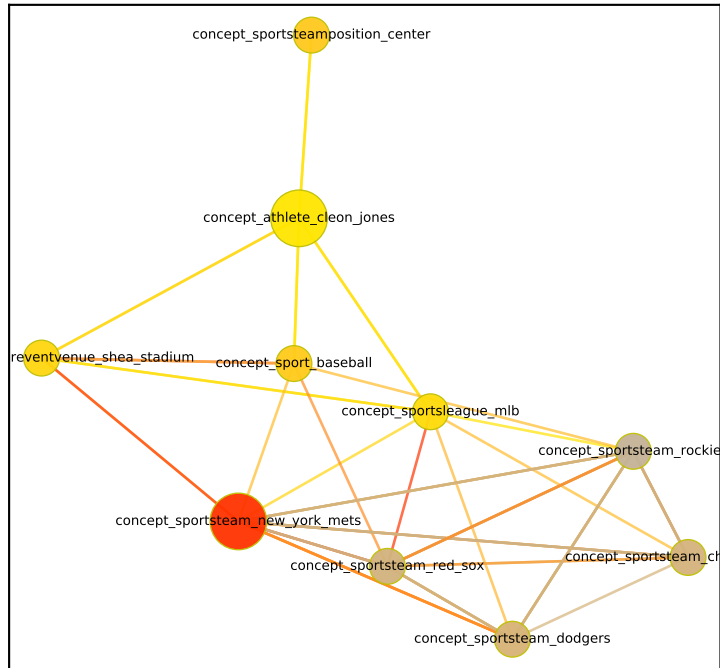 concept_sportsteamposition_center
concept_athlete_cleon_jones
reventvenue_shea_stadium
concept_sport_baseball
concept_sportsleague_mlb
concept_sportsteam_rockie
concept_sportsteam_new_york_mets
concept_sportsteam_ch
concept_sportsteam_red_sox
concept_sportsteam_dodgers